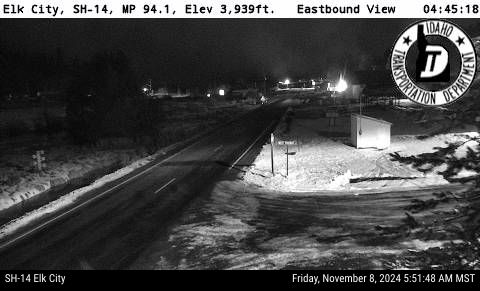 Elk City, SH-14, MP 94.1, Elev 3,939ft. Eastbound View 04:45:18
IDAHO
TRANSPORTATION DEPARTMENT
SH-14 Elk City Friday, November 8, 2024 5:51:48 AM MST